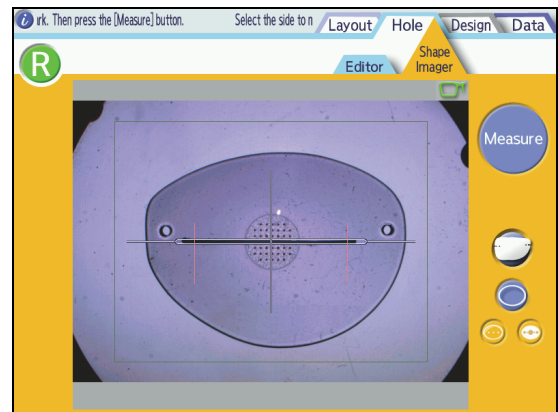 rk. Then press the [Measure] button. Select the side to n
Layout
Hole
Design
Data
R
Editor
Shape
Imager
Measure